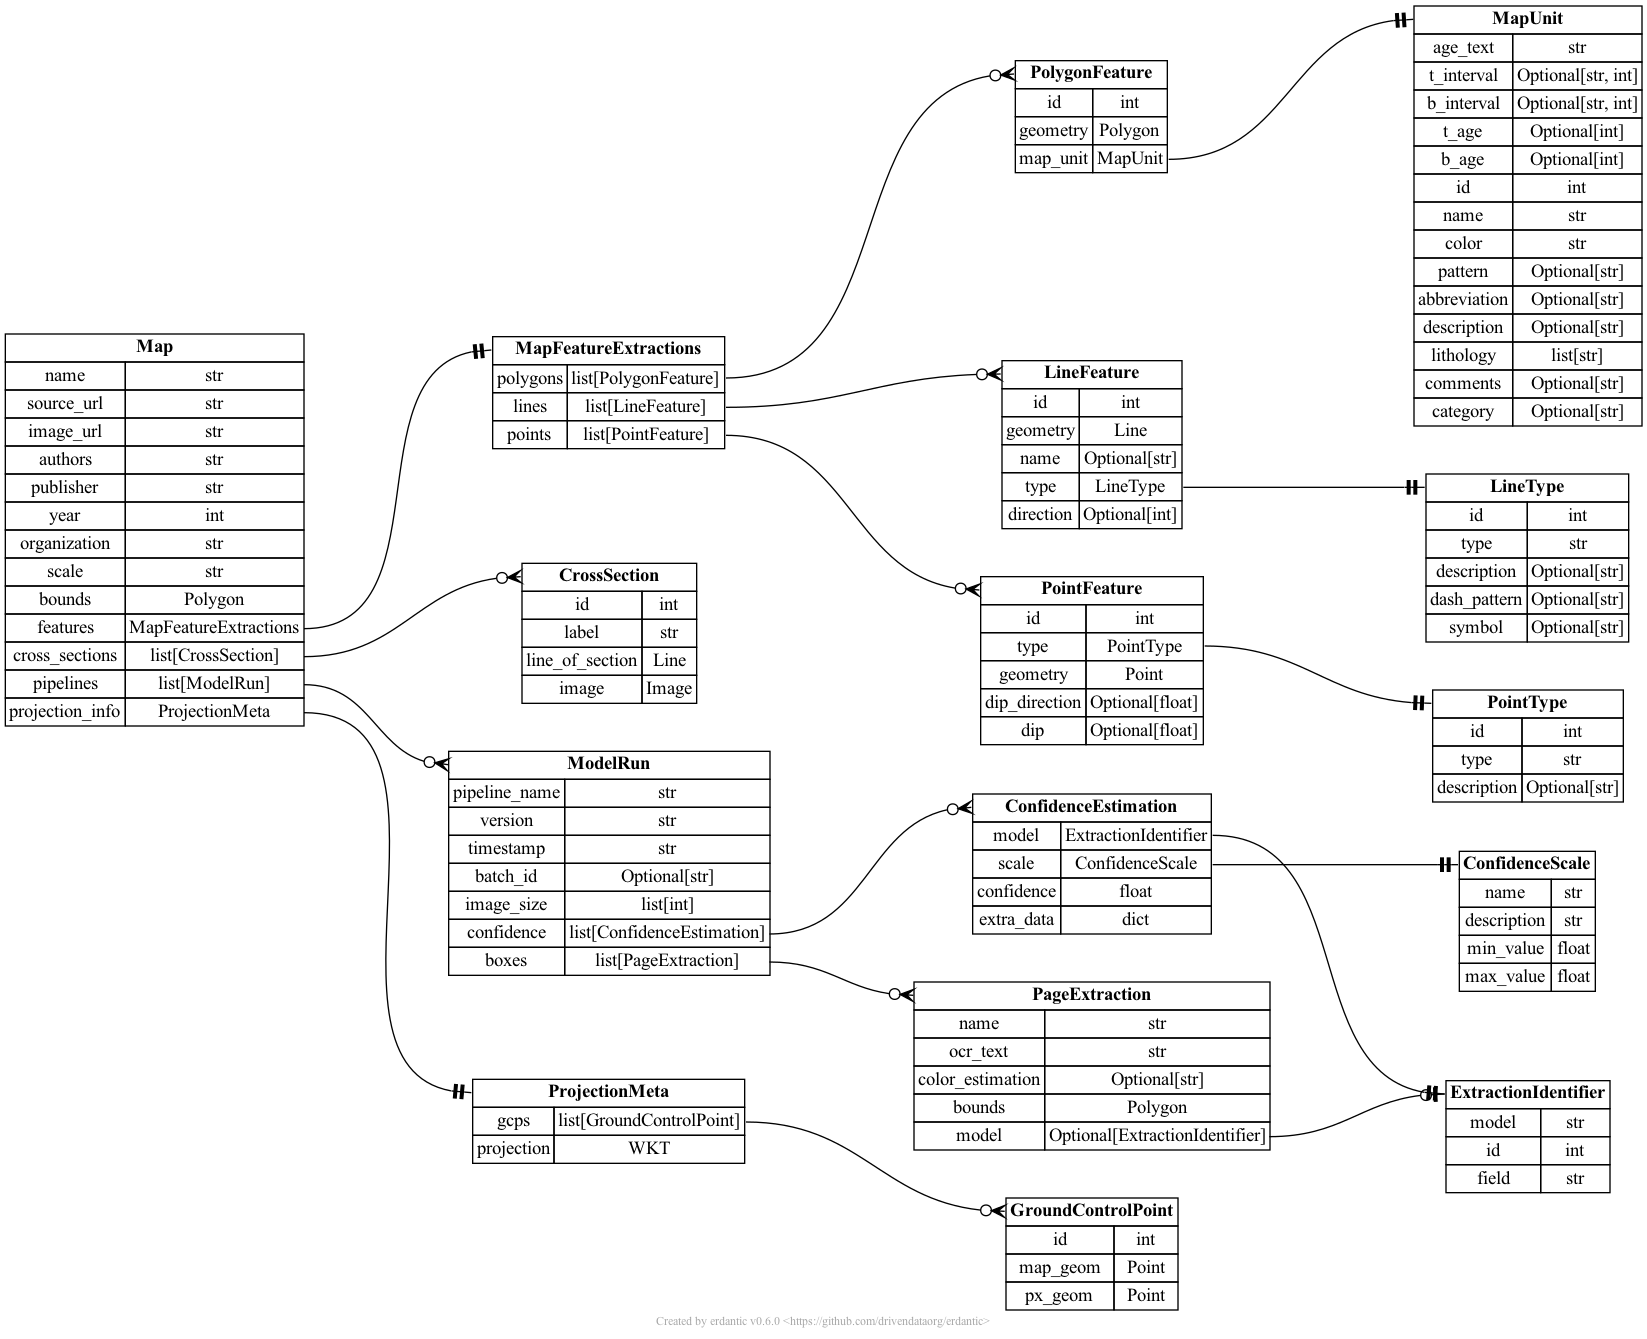 Map
name str
source_url str
image_url str
authors str
publisher str
year int
organization str
scale str
bounds Polygon
features MapFeatureExtractions
cross_sections list[CrossSection]
pipelines list[ModelRun]
projection_info ProjectionMeta
MapFeatureExtractions
polygons list[PolygonFeature]
lines list[LineFeature]
points list[PointFeature]
CrossSection
id int
label str
line_of_section Line
image Image
ModelRun
pipeline_name str
version str
timestamp str
batch_id Optional[str]
image_size list[int]
confidence list[ConfidenceEstimation]
boxes list[PageExtraction]
ProjectionMeta
gcps list[GroundControlPoint]
projection WKT
PolygonFeature
id int
geometry Polygon
map_unit MapUnit
LineFeature
id int
geometry Line
name Optional[str]
type LineType
direction Optional[int]
PointFeature
id int
type PointType
geometry Point
dip_direction Optional[float]
dip Optional[float]
ConfidenceEstimation
model ExtractionIdentifier
scale ConfidenceScale
confidence float
extra_data dict
PageExtraction
name str
ocr_text str
color_estimation Optional[str]
bounds Polygon
model Optional[ExtractionIdentifier]
GroundControlPoint
id int
map_geom Point
px_geom Point
MapUnit
age_text str
t_interval Optional[str, int]
b_interval Optional[str, int]
t_age Optional[int]
b_age Optional[int]
id int
name str
color str
pattern Optional[str]
abbreviation Optional[str]
description Optional[str]
lithology list[str]
comments Optional[str]
category Optional[str]
LineType
id int
type str
description Optional[str]
dash_pattern Optional[str]
symbol Optional[str]
PointType
id int
type str
description Optional[str]
ConfidenceScale
name str
description str
min_value float
max_value float
ExtractionIdentifier
model str
id int
field str
Created by erdantic v0.6.0 <https://github.com/drivendataorg/erdantic>